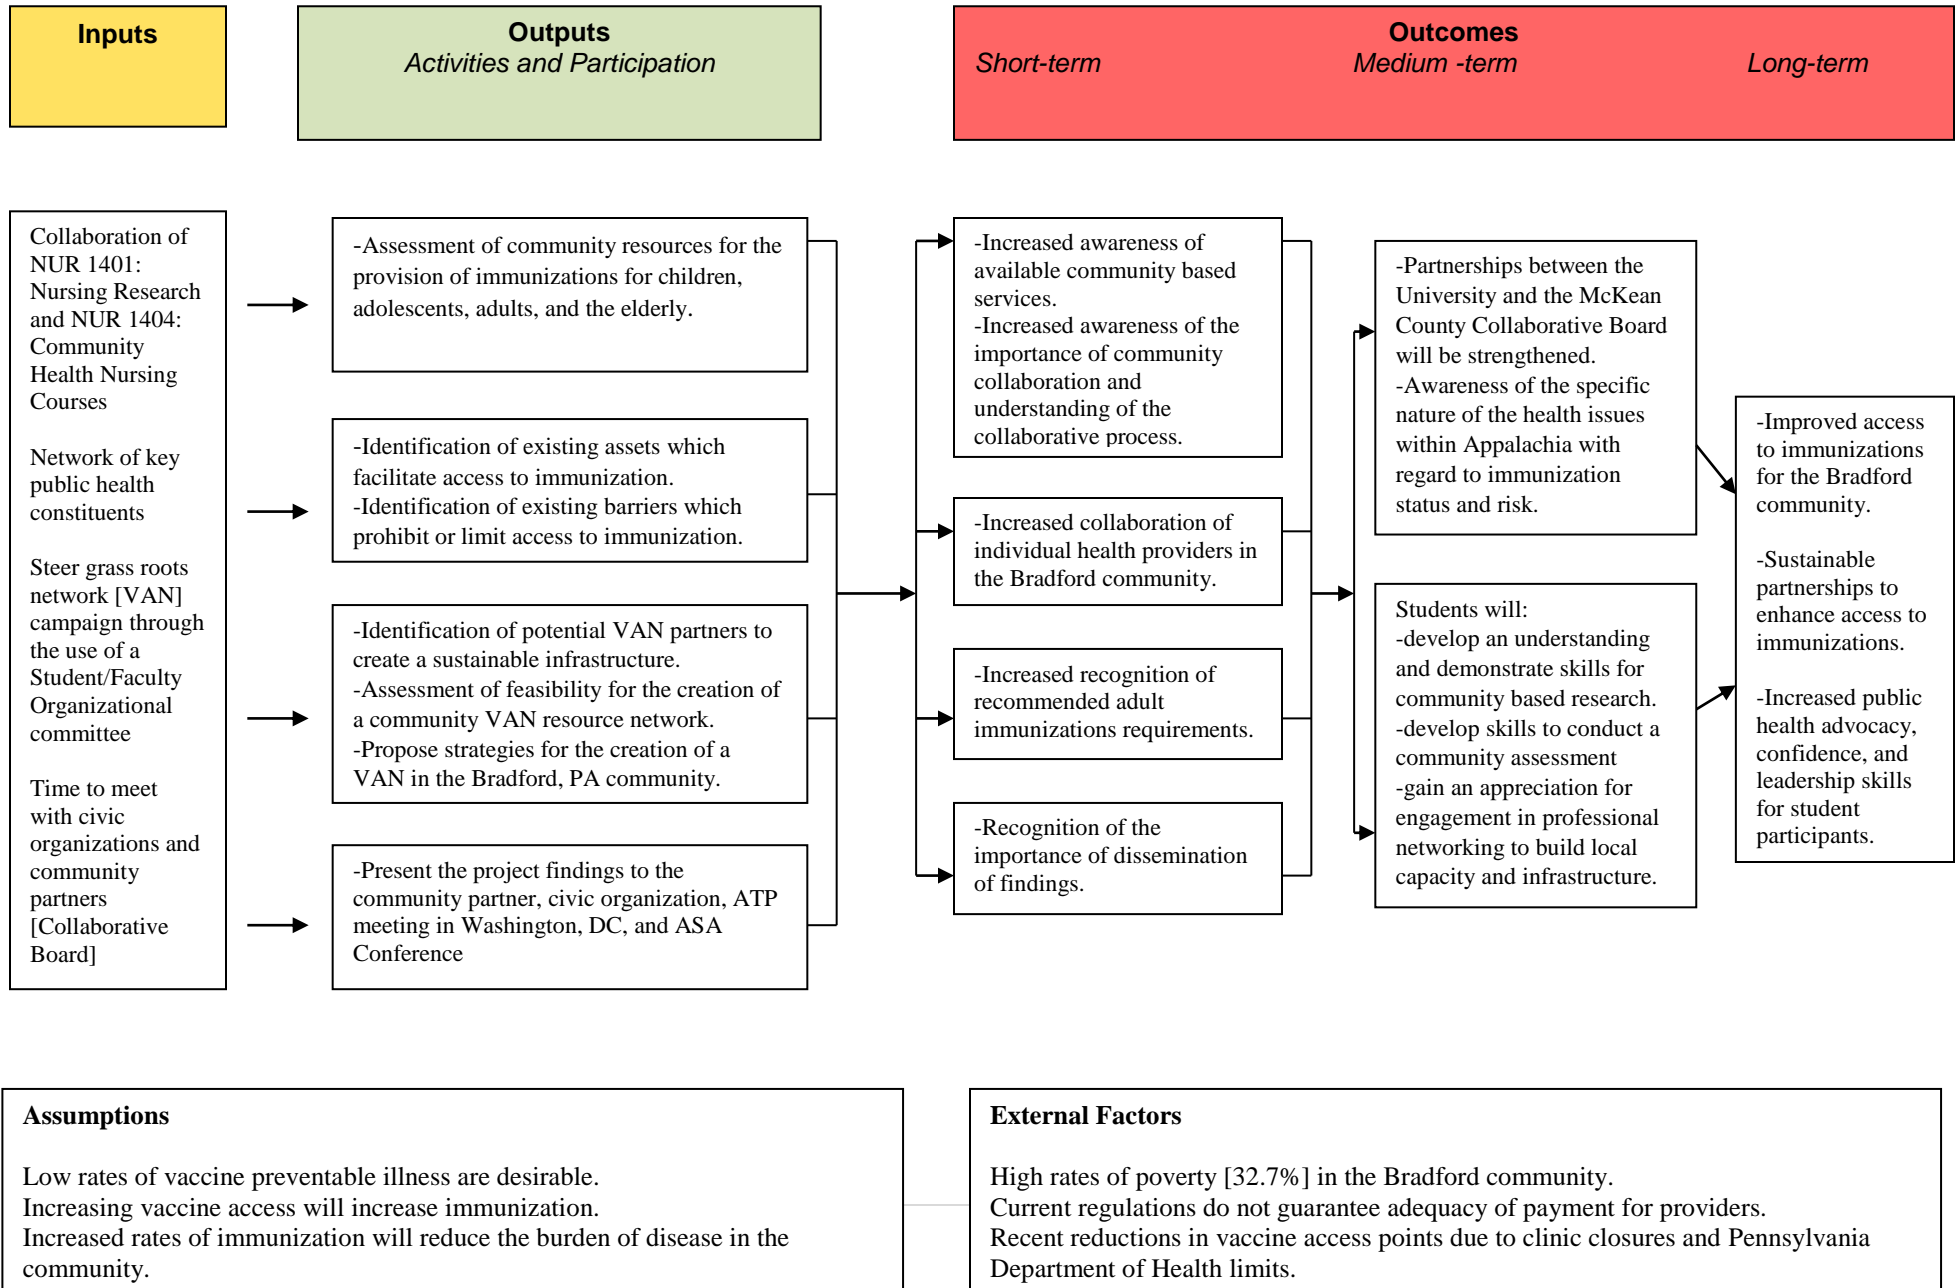 Inputs
Outputs
Activities and Participation
Outcomes
Short-term Medium -term Long-term
Collaboration of
NUR 1401:
Nursing Research
and NUR 1404:
Community
Health Nursing
Courses
Network of key
public health
constituents
Steer grass roots
network [VAN]
campaign through
the use of a
Student/Faculty
Organizational
committee
Time to meet
with civic
organizations and
community
partners
[Collaborative
Board]
-Assessment of community resources for the
provision of immunizations for children,
adolescents, adults, and the elderly.
-Identification of existing assets which
facilitate access to immunization.
-Identification of existing barriers which
prohibit or limit access to immunization.
-Identification of potential VAN partners to
create a sustainable infrastructure.
-Assessment of feasibility for the creation of
a community VAN resource network.
-Propose strategies for the creation of a
VAN in the Bradford, PA community.
-Present the project findings to the
community partner, civic organization, ATP
meeting in Washington, DC, and ASA
Conference
-Increased awareness of
available community based
services.
-Increased awareness of the
importance of community
collaboration and
understanding of the
collaborative process.
-Increased collaboration of
individual health providers in
the Bradford community.
-Increased recognition of
recommended adult
immunizations requirements.
-Recognition of the
importance of dissemination
of findings.
-Partnerships between the
University and the McKean
County Collaborative Board
will be strengthened.
-Awareness of the specific
nature of the health issues
within Appalachia with
regard to immunization
status and risk.
Students will:
-develop an understanding
and demonstrate skills for
community based research.
-develop skills to conduct a
community assessment
-gain an appreciation for
engagement in professional
networking to build local
capacity and infrastructure.
-Improved access
to immunizations
for the Bradford
community.
-Sustainable
partnerships to
enhance access to
immunizations.
-Increased public
health advocacy,
confidence, and
leadership skills
for student
participants.
Assumptions
Low rates of vaccine preventable illness are desirable.
Increasing vaccine access will increase immunization.
Increased rates of immunization will reduce the burden of disease in the
community.
External Factors
High rates of poverty [32.7%] in the Bradford community.
Current regulations do not guarantee adequacy of payment for providers.
Recent reductions in vaccine access points due to clinic closures and Pennsylvania
Department of Health limits.